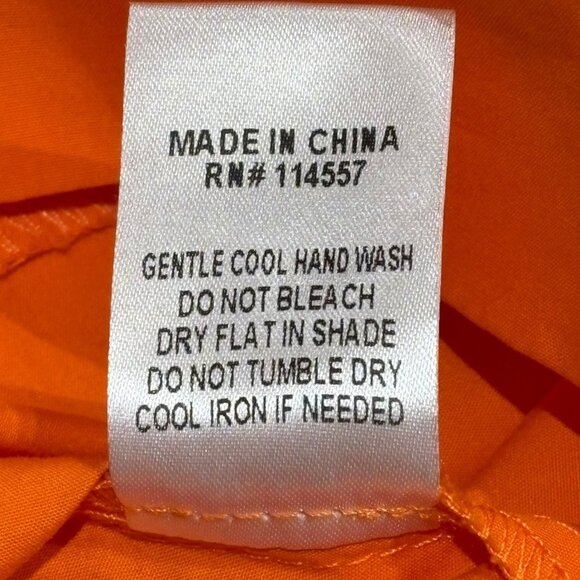 MADE IN CHINA
RN# 114557
GENTLE COOL HAND WASH
DO NOT BLEACH
DRY FLAT IN SHADE
DO NOT TUMBLE DRY
COOL IRON IF NEEDED